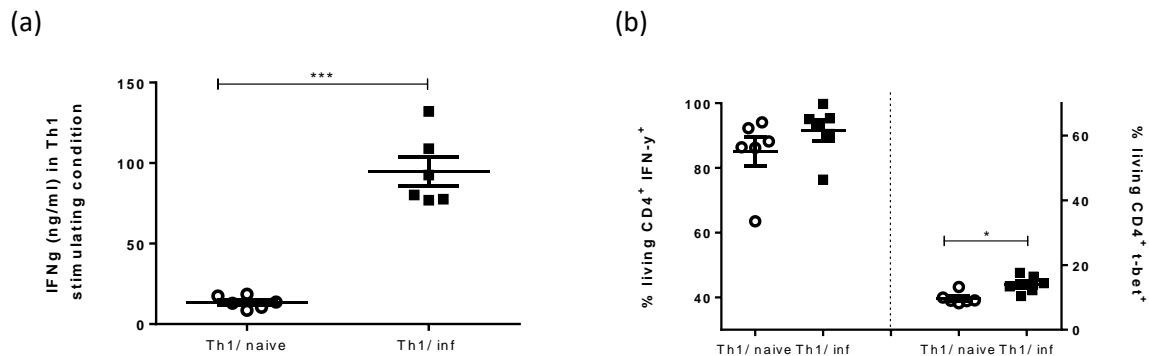 (a)
(b)
IFNg (ng/ml) in Th1
stimulating condition
150
100
50
0
***
Th1/ naive
Th1/ inf
% living CD4+ IFN-y+
100
80
60
40
*
Th1/ naive
Th1/ inf
Th1/ naive
Th1/ inf
60
40
20
0
% living CD4+ t-bet+